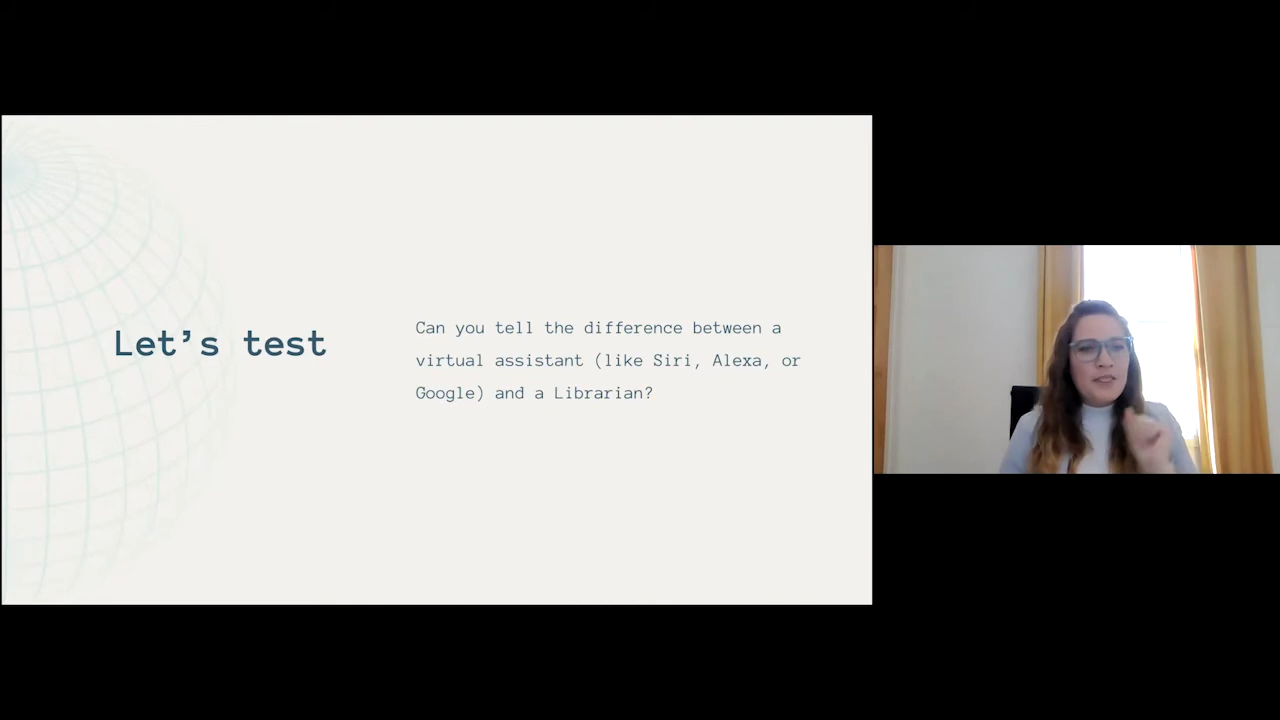 Let's test
Can you tell the difference between a
virtual assistant (like Siri, Alexa, or
Google) and a Librarian?